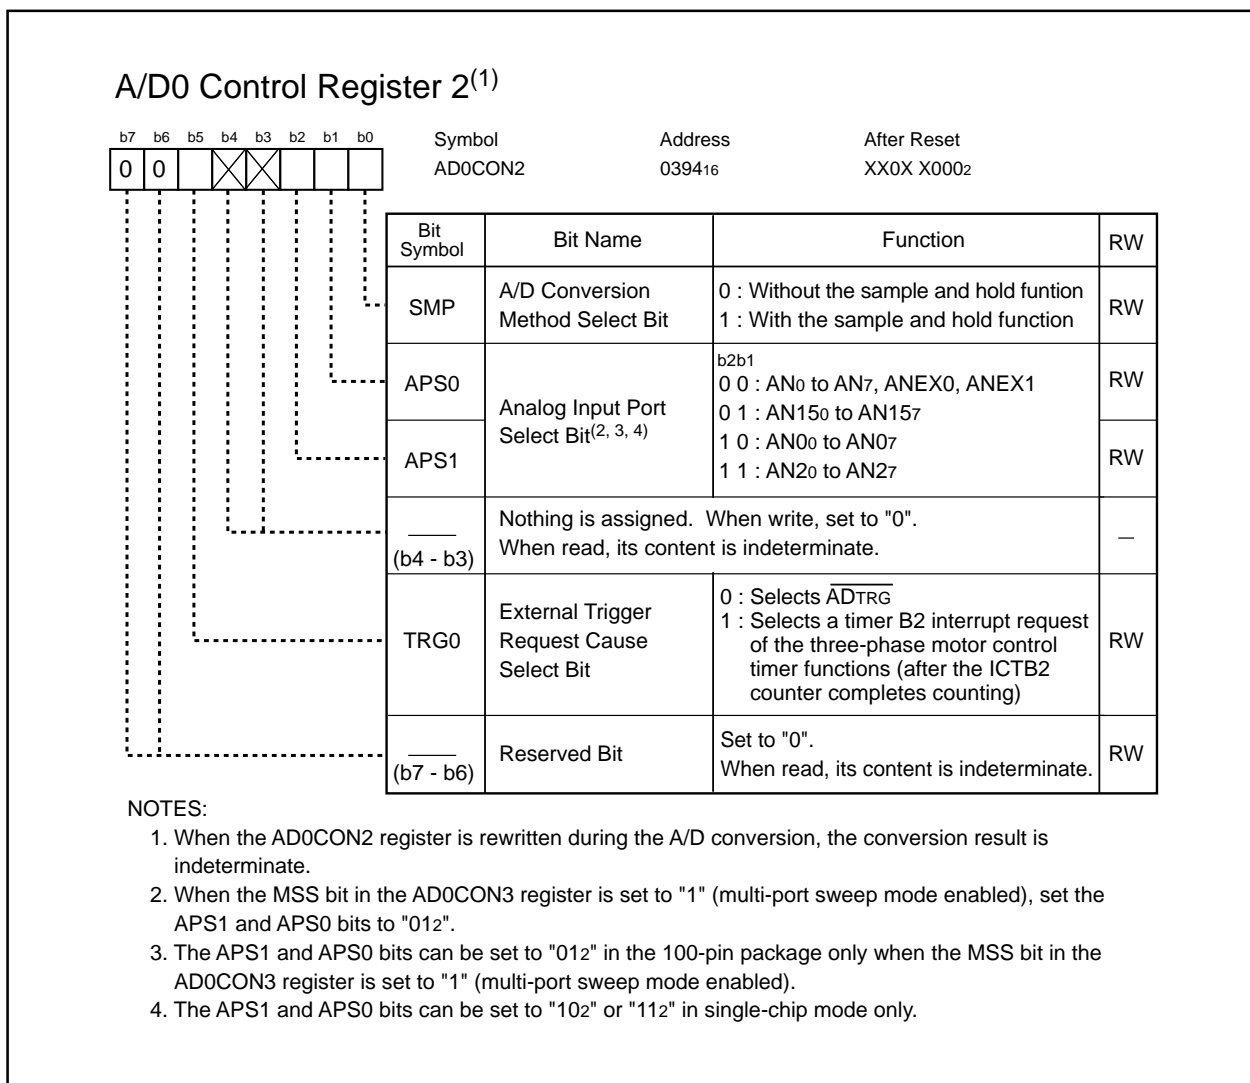 A/D0 Control Register 2(1)
b7 b6 b5 b4 b3 b2 b1 b0
Symbol Address After Reset
0 0
AD0CON2 039416 XX0X X0002
Bit Symbol Bit Name Function RW
SMP A/D Conversion Method Select Bit
0 : Without the sample and hold funtion
1 : With the sample and hold function
RW
APS0
APS1
Analog Input Port
Select Bit(2, 3, 4)
b2b1
0 0 : AN0 to AN7, ANEX0, ANEX1
0 1 : AN150 to AN157
1 0 : AN00 to AN07
1 1 : AN20 to AN27
RW
RW
(b4 - b3)
Nothing is assigned. When write, set to "0".
When read, its content is indeterminate.
—
TRG0
External Trigger
Request Cause
Select Bit
0 : Selects ADTRG
1 : Selects a timer B2 interrupt request
of the three-phase motor control
timer functions (after the ICTB2
counter completes counting)
RW
(b7 - b6)
Reserved Bit
Set to "0".
When read, its content is indeterminate.
RW
NOTES:
1. When the AD0CON2 register is rewritten during the A/D conversion, the conversion result is
indeterminate.
2. When the MSS bit in the AD0CON3 register is set to "1" (multi-port sweep mode enabled), set the
APS1 and APS0 bits to "012".
3. The APS1 and APS0 bits can be set to "012" in the 100-pin package only when the MSS bit in the
AD0CON3 register is set to "1" (multi-port sweep mode enabled).
4. The APS1 and APS0 bits can be set to "102" or "112" in single-chip mode only.